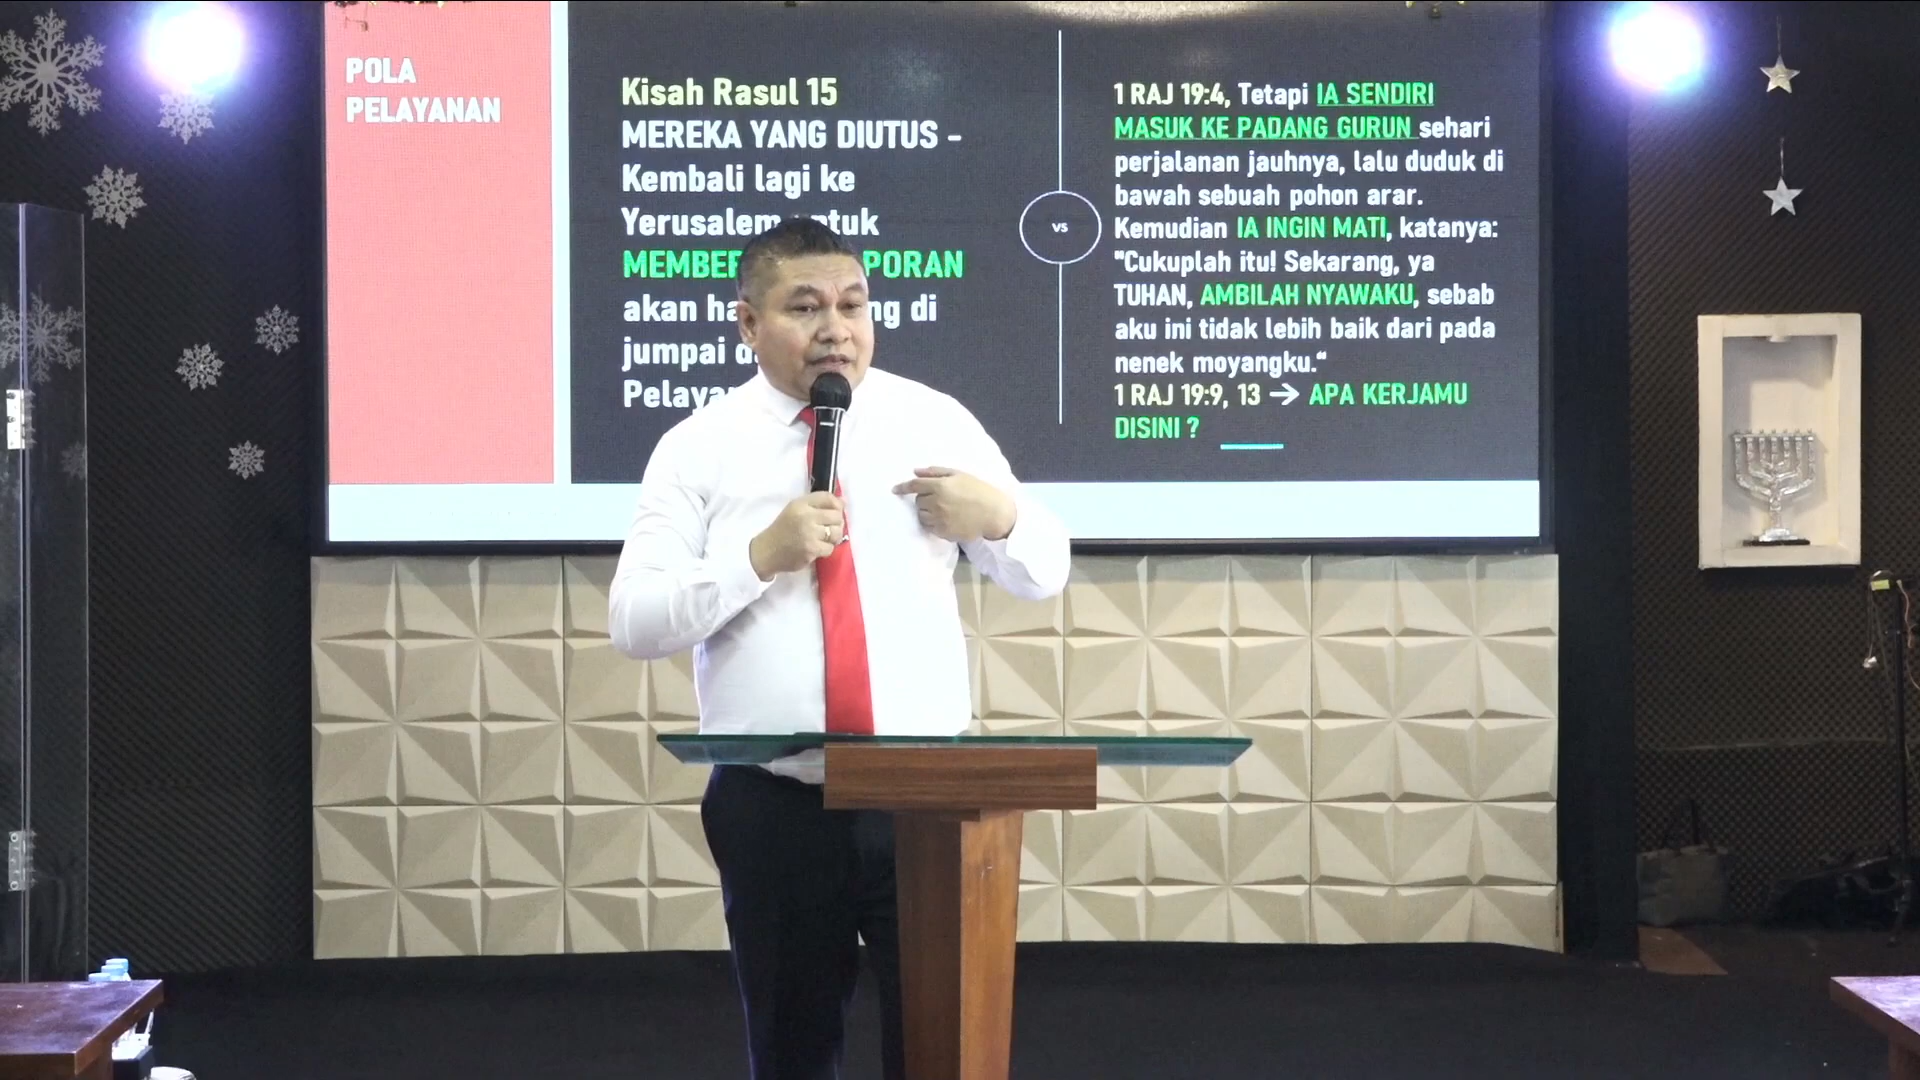 POLA
PELAYANAN
Kisah Rasul 15
MEREKA YANG DIUTUS -
Kembali lagi ke
Yerusalem
akan
di
jumpai
1 RAJ 19:4, Tetapi IA SENDIRI
MASUK KE PADANG GURUN sehari
perjalanan jauhnya, lalu duduk di
bawah sebuah pohon arar.
Kemudian IA INGIN MATI, katanya:
"Cukuplah itu! Sekarang, ya
TUHAN, AMBILAH NYAWAKU, sebab
aku ini tidak lebih baik dari pada
nenek moyangku.“
1 RAJ 19:9, 13 → APA KERJAMU
DISINI ?
vs